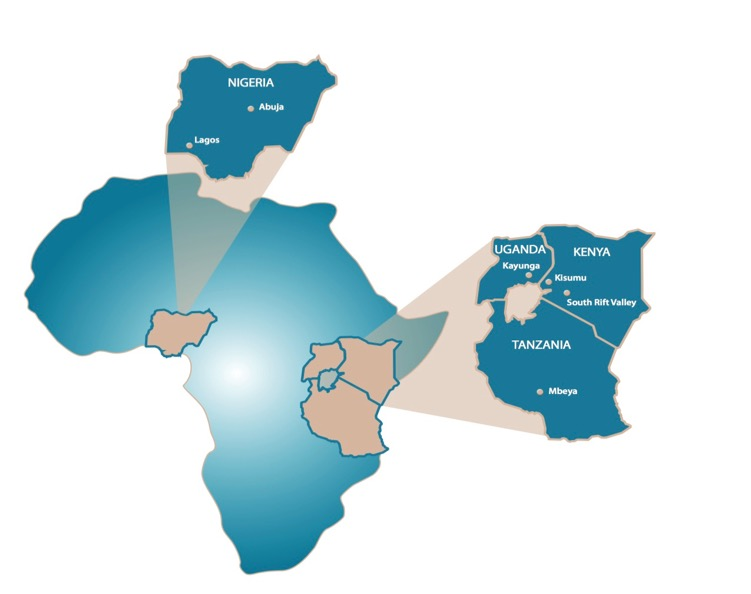 NIGERIA
Abuja
Lagos
UGANDA
KENYA
Kayunga
Kisumu
South Rift Valley
TANZANIA
Mbeya